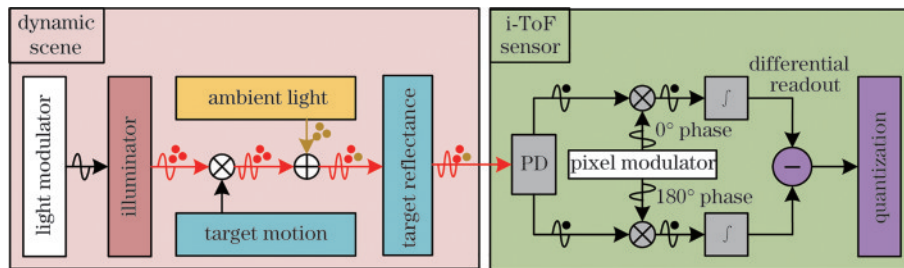 dynamic
scene
light modulator
illuminator
ambient light
target motion
target reflectance
i-ToF
sensor
PD
∫
0° phase
pixel modulator
180° phase
∫
differential
readout
−
quantization